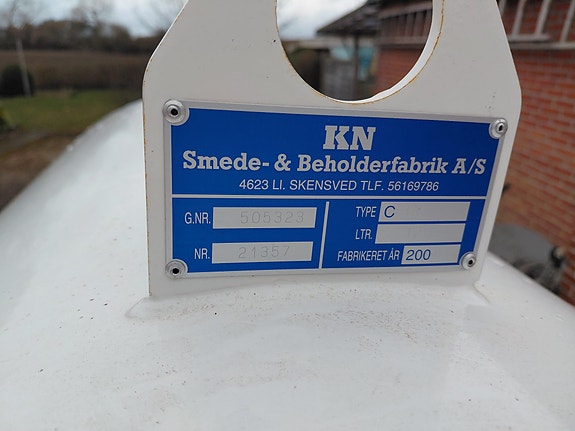 KN
Smede- & Beholderfabrik A/S
4623 LI. SKENSVED TLF. 56169786
G.NR. 505323
NR. 21357
TYPE C
LTR.
FABRIKERET ÅR 200